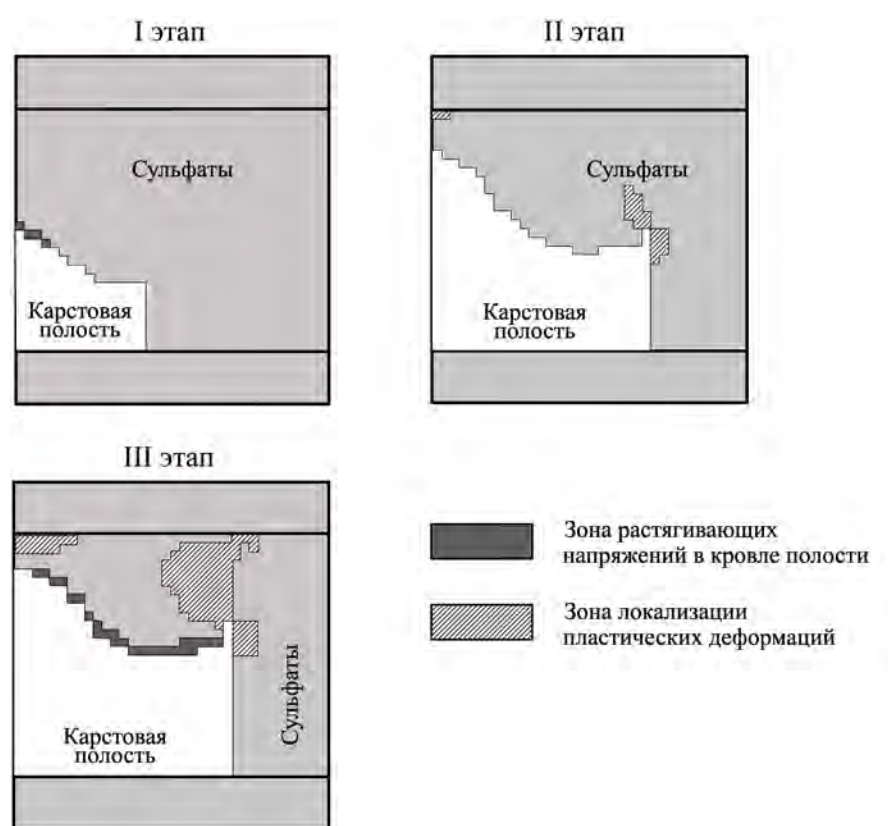 I этап
Сульфаты
Карстовая
полость
II этап
Сульфаты
Карстовая
полость
III этап
Сульфаты
Карстовая
полость
Зона растягивающих
напряжений в кровле полости
Зона локализации
пластических деформаций